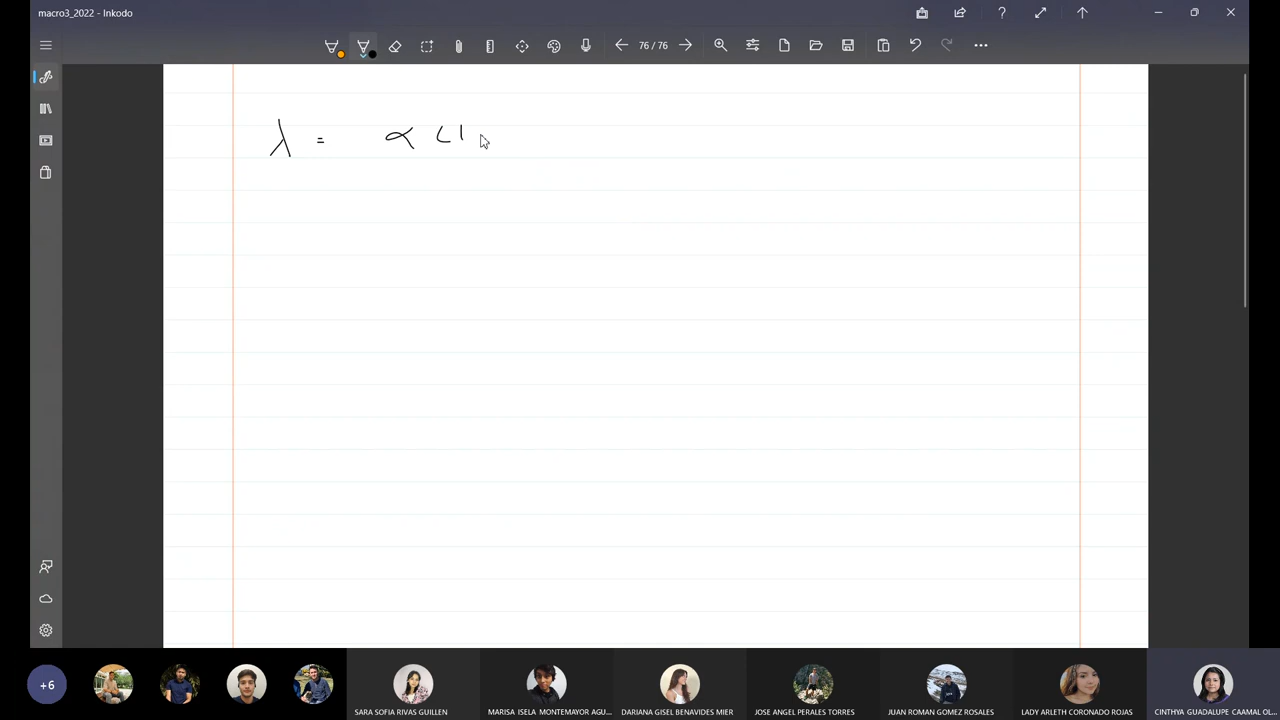 macro3_2022 - Inkodo
76 / 76
λ = α (1
+6
SARA SOFIA RIVAS GUILLEN
MARISA ISELA MONTEMAYOR AGU...
DARIANA GISEL BENAVIDES MIER
JOSE ANGEL PERALES TORRES
JUAN ROMAN GOMEZ ROSALES
LADY ARLETH CORONADO ROJAS
CINTHYA GUADALUPE CAAMAL OL...